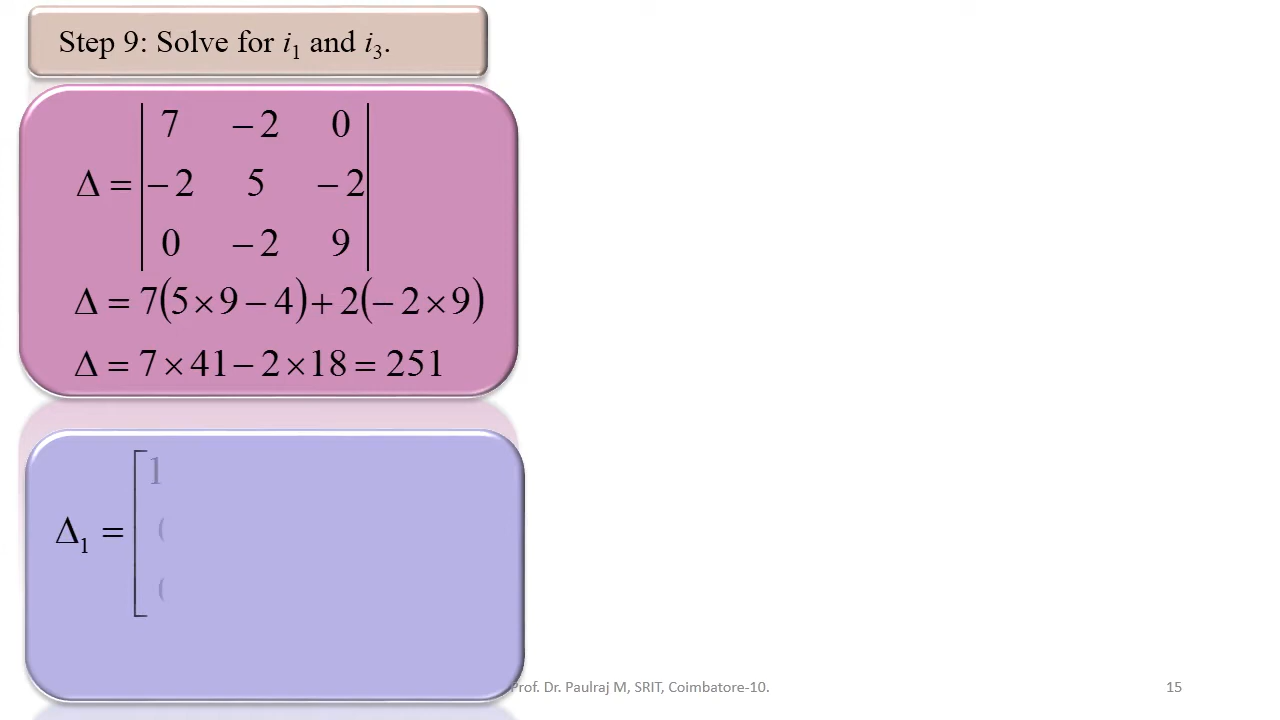 Step 9: Solve for i₁ and i₃.
Δ = | 7 −2 0 |
| −2 5 −2 |
| 0 −2 9 |
Δ = 7(5×9−4)+2(−2×9)
Δ = 7×41−2×18 = 251
Δ₁ = [ 1
Prof. Dr. Paulraj M, SRIT, Coimbatore-10.
15